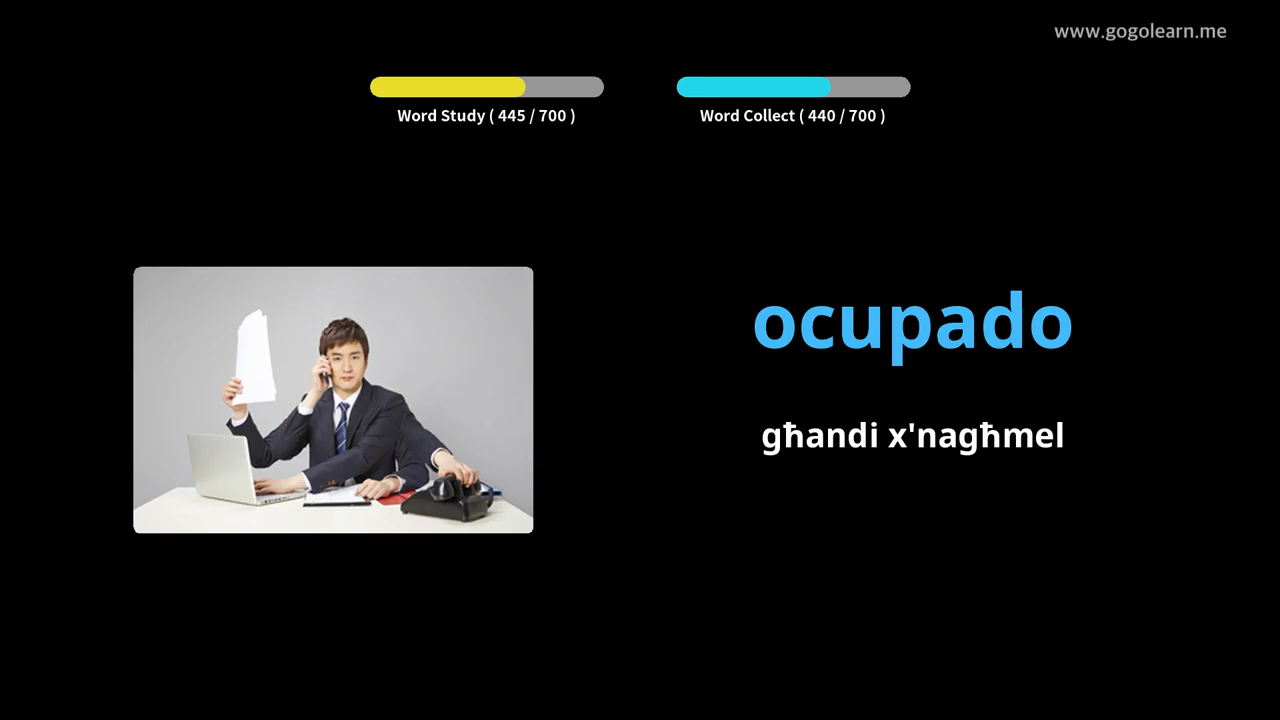 www.gogolearn.me
Word Study ( 445 / 700 )
Word Collect ( 440 / 700 )
ocupado
għandi x'nagħmel